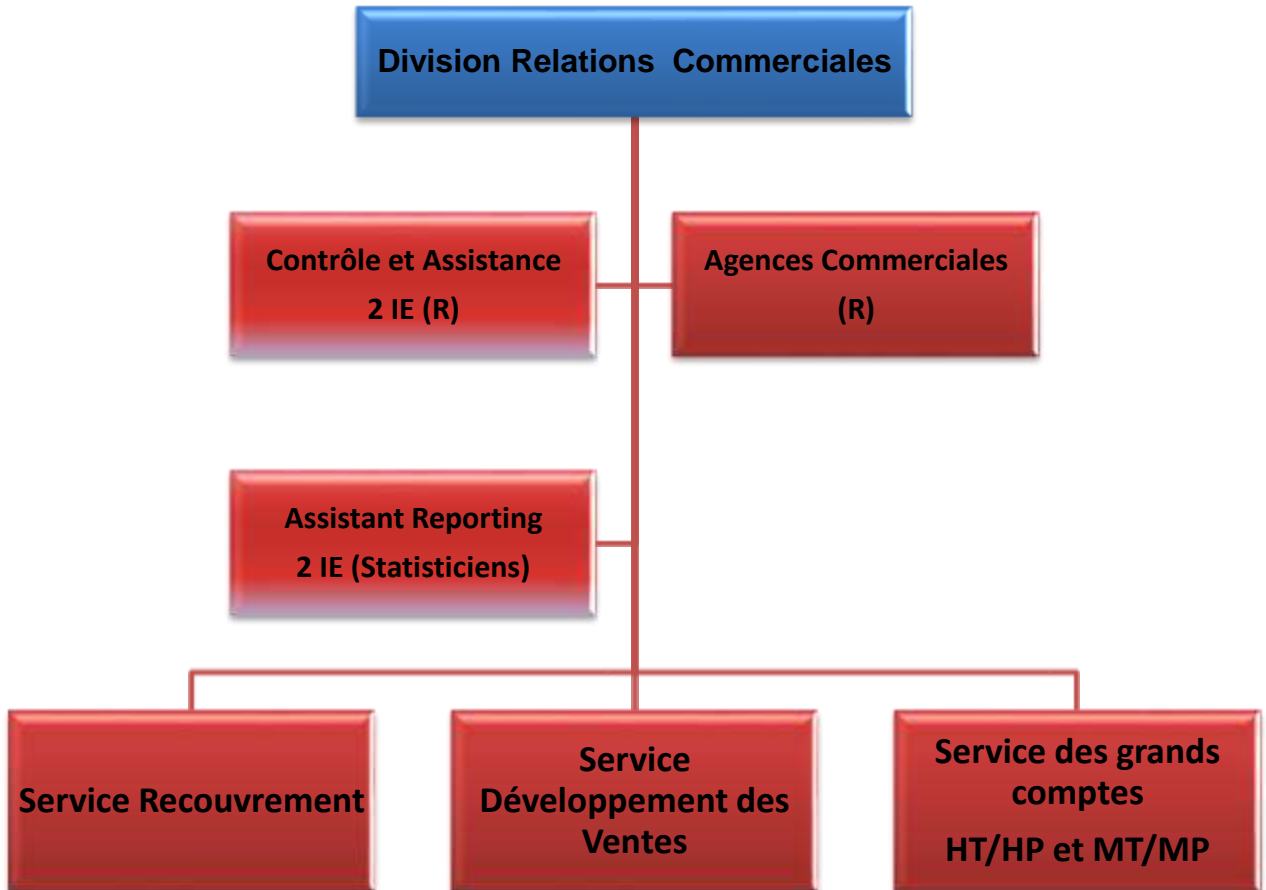 Division Relations Commerciales
Contrôle et Assistance
2 IE (R)
Agences Commerciales
(R)
Assistant Reporting
2 IE (Statisticiens)
Service Recouvrement
Service
Développement des
Ventes
Service des grands
comptes
HT/HP et MT/MP